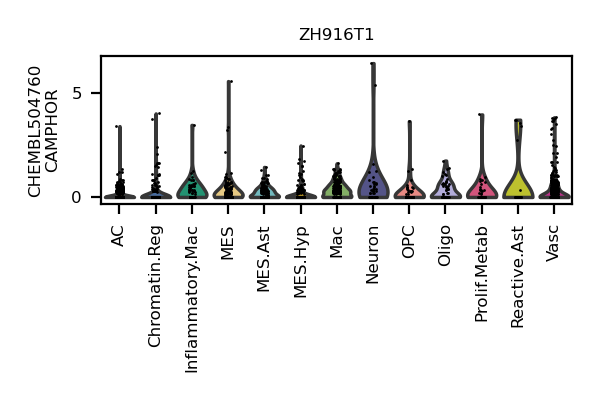 ZH916T1
CHEMBL504760
CAMPHOR
5
0
AC
Chromatin.Reg
Inflammatory.Mac
MES
MES.Ast
MES.Hyp
Mac
Neuron
OPC
Oligo
Prolif.Metab
Reactive.Ast
Vasc